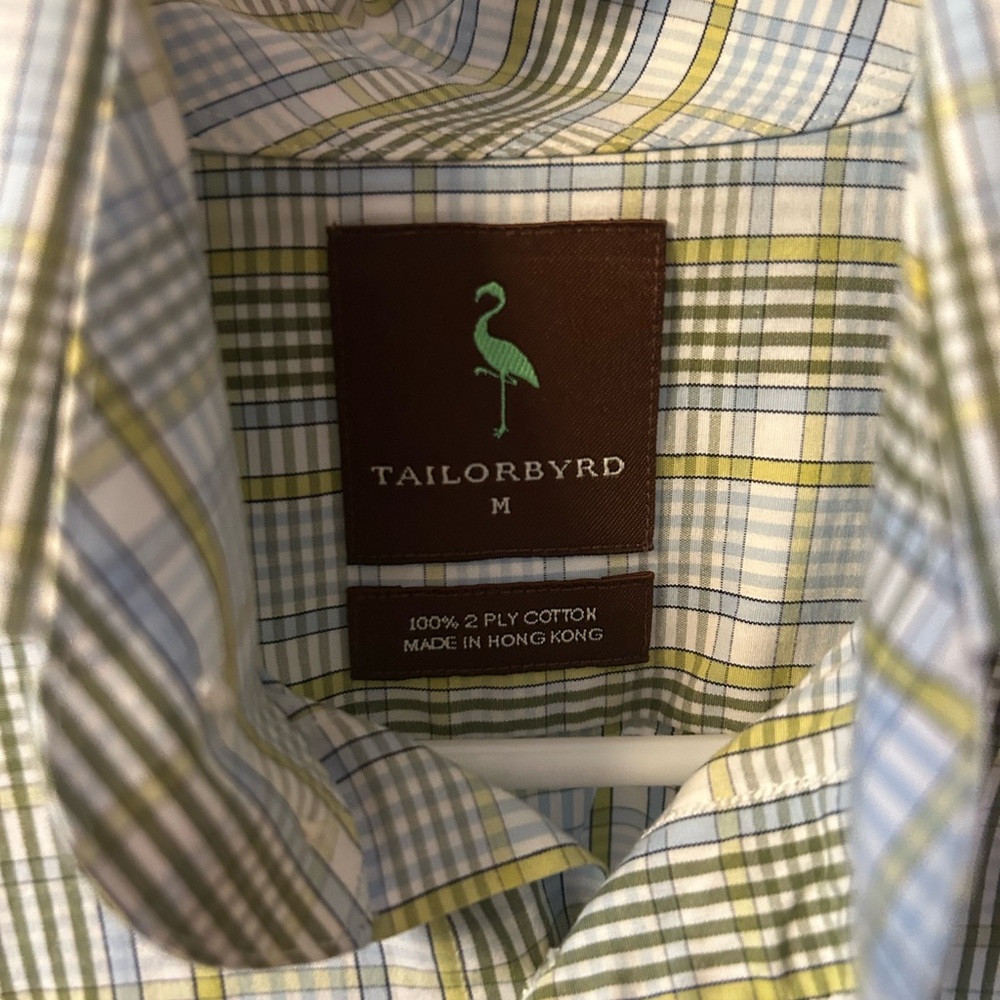 TAILORBYRD
M
100% 2 PLY COTTON
MADE IN HONG KONG